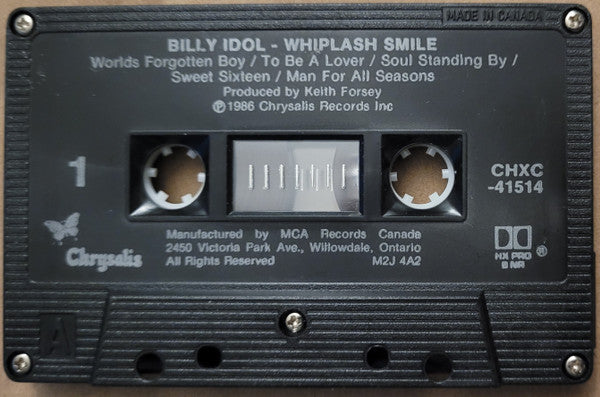 MADE IN CANADA
BILLY IDOL - WHIPLASH SMILE
Worlds Forgotten Boy / To Be A Lover / Soul Standing By /
Sweet Sixteen / Man For All Seasons
Produced by Keith Forsey
℗1986 Chrysalis Records Inc
1
CHXC
-41514
Chrysalis
Manufactured by MCA Records Canada
2450 Victoria Park Ave., Willowdale, Ontario
All Rights Reserved M2J 4A2
HX PRO ®
B NR
A